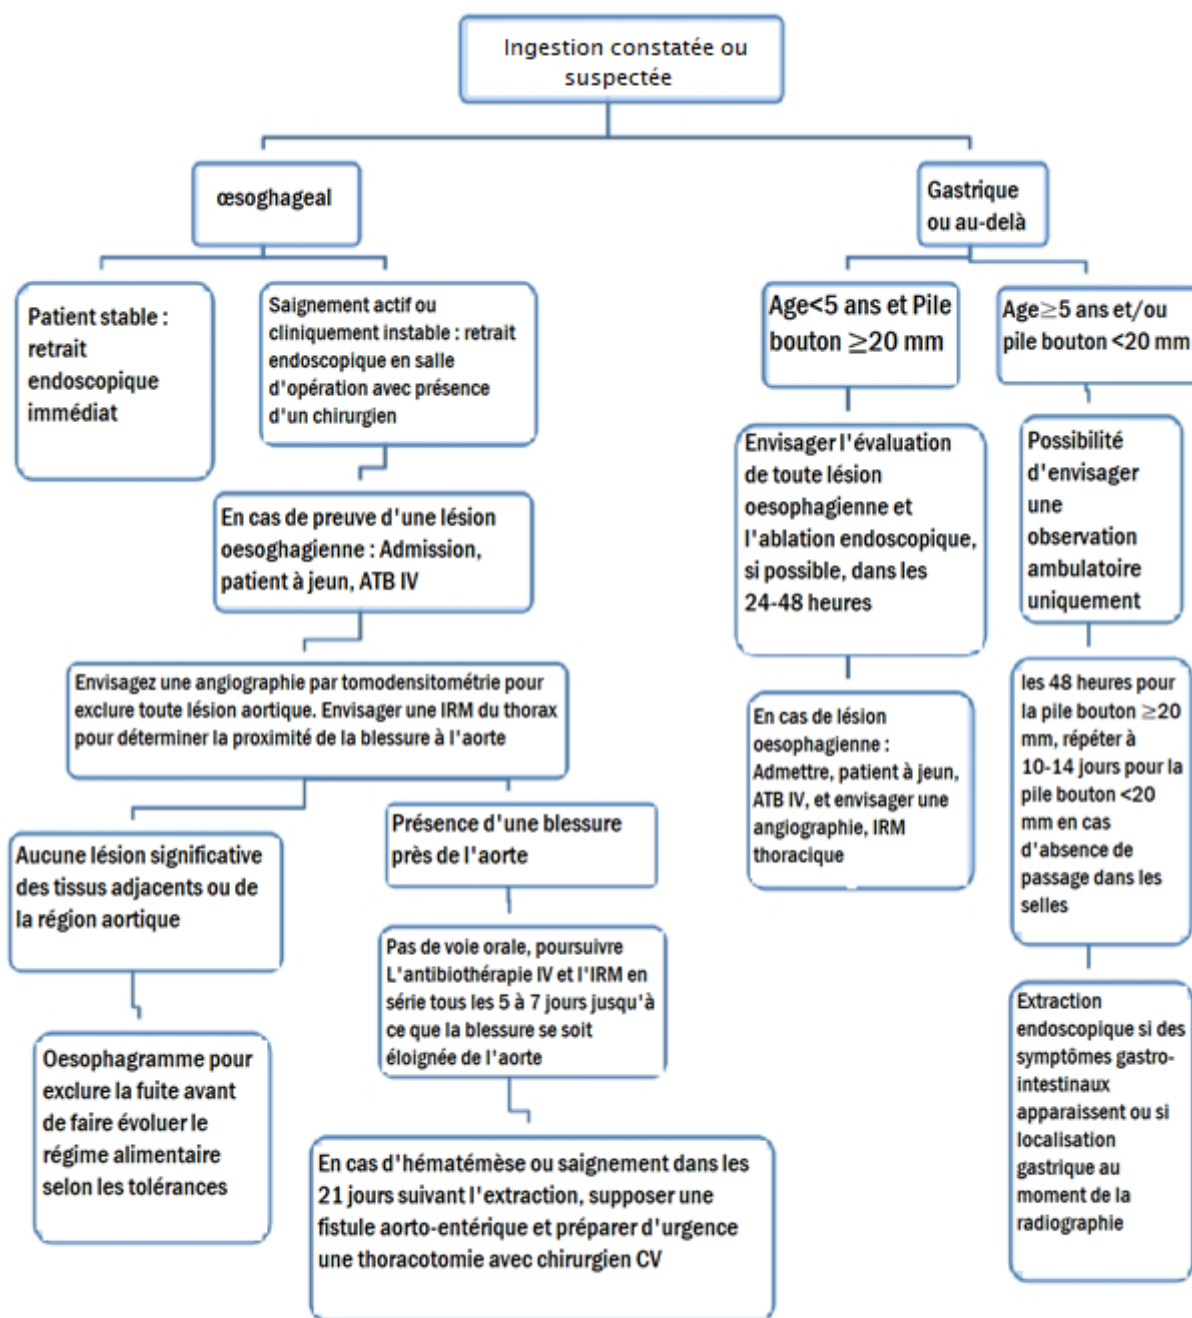 Ingestion constatée ou
suspectée
œsoghageal
Gastrique
ou au-delà
Patient stable :
retrait
endoscopique
immédiat
Saignement actif ou
cliniquement instable : retrait
endoscopique en salle
d'opération avec présence
d'un chirurgien
Age<5 ans et Pile
bouton ≥20 mm
Age≥5 ans et/ou
pile bouton <20 mm
En cas de preuve d'une lésion
oesoghagienne : Admission,
patient à jeun, ATB IV
Envisager l'évaluation
de toute lésion
oesophagienne et
l'ablation endoscopique,
si possible, dans les
24-48 heures
Possibilité
d'envisager
une
observation
ambulatoire
uniquement
Envisagez une angiographie par tomodensitométrie pour
exclure toute lésion aortique. Envisager une IRM du thorax
pour déterminer la proximité de la blessure à l'aorte
En cas de lésion
oesophagienne :
Admettre, patient à jeun,
ATB IV, et envisager une
angiographie, IRM
thoracique
les 48 heures pour
la pile bouton ≥20
mm, répéter à
10-14 jours pour la
pile bouton <20
mm en cas
d'absence de
passage dans les
selles
Aucune lésion significative
des tissus adjacents ou de
la région aortique
Présence d'une blessure
près de l'aorte
Pas de voie orale, poursuivre
L'antibiothérapie IV et l'IRM en
série tous les 5 à 7 jours jusqu'à
ce que la blessure se soit
éloignée de l'aorte
Extraction
endoscopique si des
symptômes gastro-
intestinaux
apparaissent ou si
localisation
gastrique au
moment de la
radiographie
Oesophagramme pour
exclure la fuite avant
de faire évoluer le
régime alimentaire
selon les tolérances
En cas d'hématémèse ou saignement dans les
21 jours suivant l'extraction, supposer une
fistule aorto-entérique et préparer d'urgence
une thoracotomie avec chirurgien CV